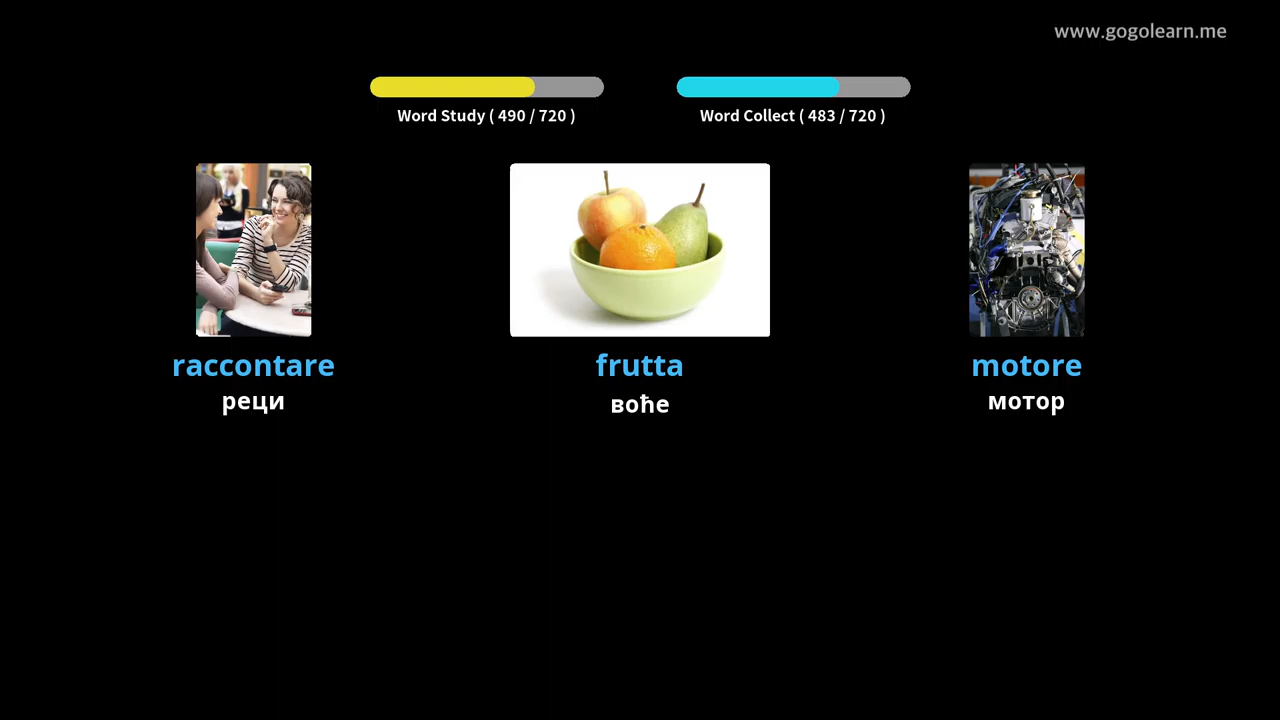 www.gogolearn.me
Word Study ( 490 / 720 )
Word Collect ( 483 / 720 )
raccontare
frutta
motore
реци
воће
мотор